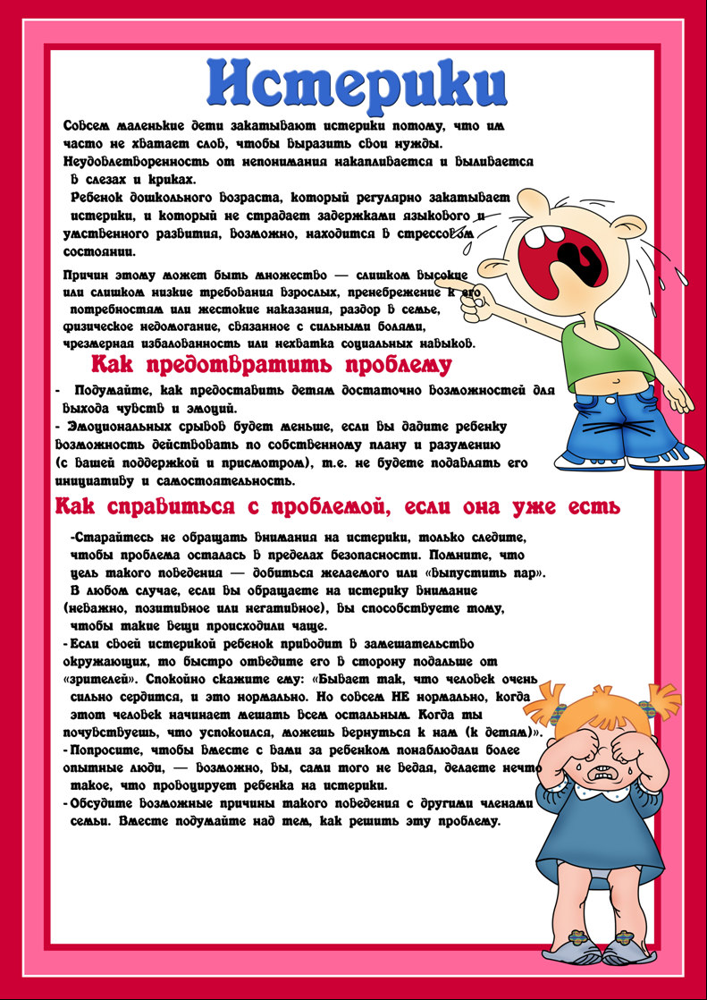 Истерики
Совсем маленькие дети закатывают истерики потому, что им
часто не хватает слов, чтобы выразить свои нужды.
Неудовлетворенность от непонимания накапливается и выливается
в слезах и криках.
Ребенок дошкольного возраста, который регулярно закатывает
истерики, и который не страдает задержками языкового и
умственного развития, возможно, находится в стрессовом
состоянии.
Причин этому может быть множество — слишком высокие
или слишком низкие требования взрослых, пренебрежение к его
потребностям или жестокие наказания, раздор в семье,
физическое недомогание, связанное с сильными болями,
чрезмерная избалованность или нехватка социальных навыков.
Как предотвратить проблему
- Подумайте, как предоставить детям достаточно возможностей для
выхода чувств и эмоций.
- Эмоциональных срывов будет меньше, если вы дадите ребенку
возможность действовать по собственному плану и разумению
(с вашей поддержкой и присмотром), т.е. не будете подавлять его
инициативу и самостоятельность.
Как справиться с проблемой, если она уже есть
-Старайтесь не обращать внимания на истерики, только следите,
чтобы проблема осталась в пределах безопасности. Помните, что
цель такого поведения — добиться желаемого или «выпустить пар».
В любом случае, если вы обращаете на истерику внимание
(неважно, позитивное или негативное), вы способствуете тому,
чтобы такие вещи происходили чаще.
- Если своей истерикой ребенок приводит в замешательство
окружающих, то быстро отведите его в сторону подальше от
«зрителей». Спокойно скажите ему: «Бывает так, что человек очень
сильно сердится, и это нормально. Но совсем НЕ нормально, когда
этот человек начинает мешать всем остальным. Когда ты
почувствуешь, что успокоился, можешь вернуться к нам (к детям)».
- Попросите, чтобы вместе с вами за ребенком понаблюдали более
опытные люди, — возможно, вы, сами того не ведая, делаете нечто
такое, что провоцирует ребенка на истерики.
- Обсудите возможные причины такого поведения с другими членами
семьи. Вместе подумайте над тем, как решить эту проблему.